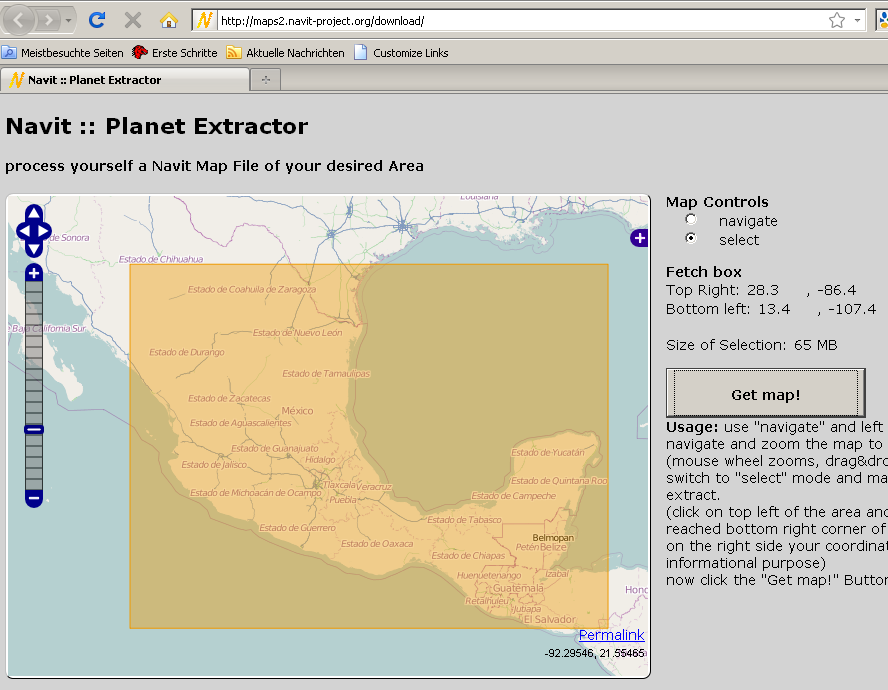 http://maps2.navit-project.org/download/
Meistbesuchte Seiten Erste Schritte Aktuelle Nachrichten Customize Links
Navit :: Planet Extractor
Navit :: Planet Extractor
process yourself a Navit Map File of your desired Area
Louisiana
de Sonora
Estado de Chihuahua
Estado de Coahuila de Zaragoza
Baja California Sur
Estado de Nuevo León
Estado de Durango
Estado de Tamaulipas
Estado de Zacatecas
México
Estado de Aguascalientes
Estado de Guanajuato
Estado de Yucatán
Hidalgo
Estado de Jalisco
Estado de Quintana Roo
Tlaxcala Veracruz
Estado de Michoacán de Ocampo
Puebla
Estado de Campeche
Estado de Guerrero
Estado de Tabasco
Estado de Oaxaca
Belmopan
Petén Belize
Estado de Chiapas
Huehuetenango
Izabal
Guatemala
Retalhuleu
Jutiapa
El Salvador
Permalink
-92.29546, 21.55465
Map Controls
navigate
select
Fetch box
Top Right: 28.3 , -86.4
Bottom left: 13.4 , -107.4
Size of Selection: 65 MB
Get map!
Usage: use "navigate" and left
navigate and zoom the map to
(mouse wheel zooms, drag&dro
switch to "select" mode and ma
extract.
(click on top left of the area and
reached bottom right corner of
on the right side your coordinat
informational purpose)
now click the "Get map!" Button